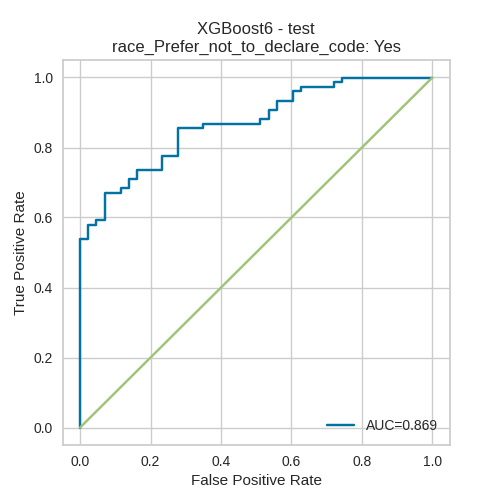 XGBoost6 - test
race_Prefer_not_to_declare_code: Yes
True Positive Rate
1.0
0.8
0.6
0.4
0.2
0.0
AUC=0.869
0.0 0.2 0.4 0.6 0.8 1.0
False Positive Rate